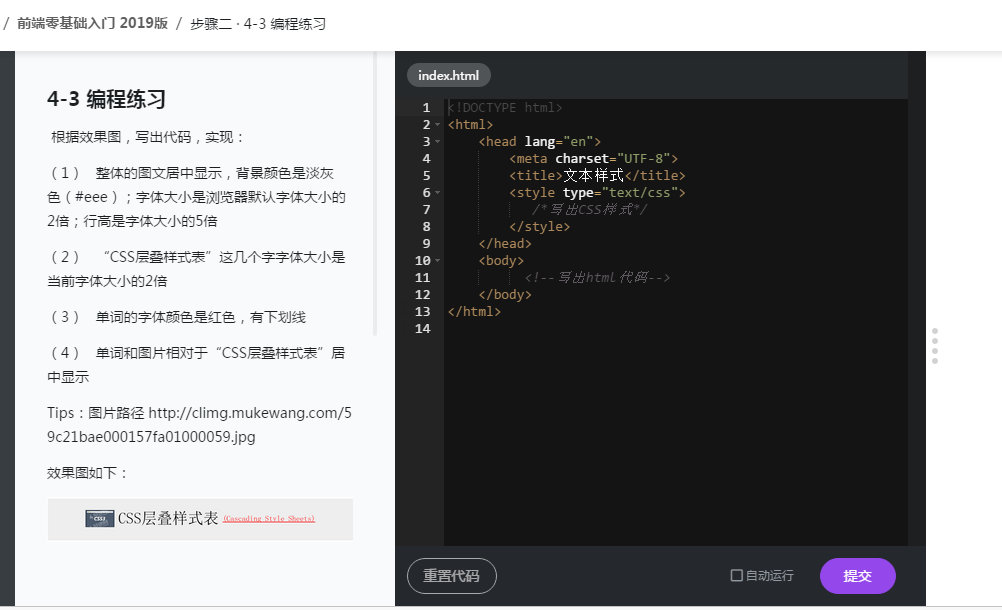 / 前端零基础入门 2019版 / 步骤二 · 4-3 编程练习
4-3 编程练习
根据效果图，写出代码，实现：
（1） 整体的图文居中显示，背景颜色是淡灰
色（#eee）；字体大小是浏览器默认字体大小的
2倍；行高是字体大小的5倍
（2） “CSS层叠样式表”这几个字字体大小是
当前字体大小的2倍
（3） 单词的字体颜色是红色，有下划线
（4） 单词和图片相对于“CSS层叠样式表”居
中显示
Tips：图片路径 http://climg.mukewang.com/5
9c21bae000157fa01000059.jpg
效果图如下：
CSS3 CSS层叠样式表 (Cascading Style Sheets)
index.html
1 <!DOCTYPE html>
2 <html>
3 <head lang="en">
4 <meta charset="UTF-8">
5 <title>文本样式</title>
6 <style type="text/css">
7 /*写出CSS样式*/
8 </style>
9 </head>
10 <body>
11 <!--写出html代码-->
12 </body>
13 </html>
14
重置代码
自动运行
提交